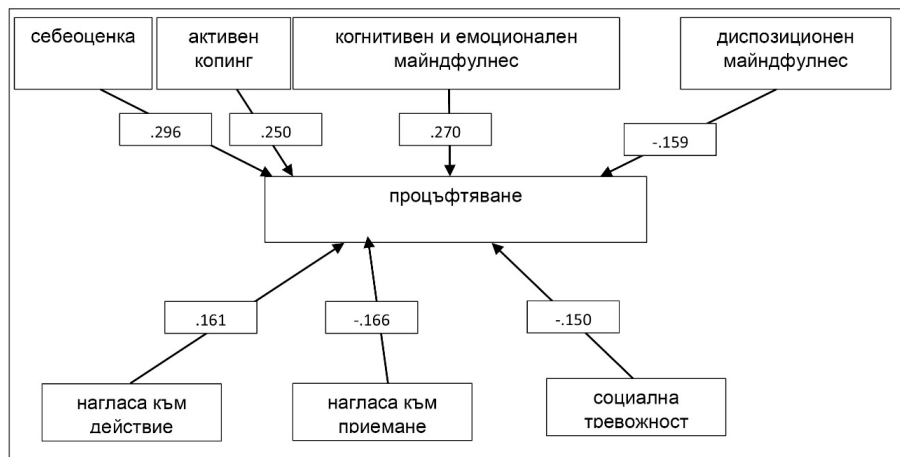 себеоценка
активен
копинг
когнитивен и емоционален
майндфулнес
диспозиционен
майндфулнес
.296
.250
.270
-.159
процъфтяване
.161
-.166
-.150
нагласа към
действие
нагласа към
приемане
социална
тревожност